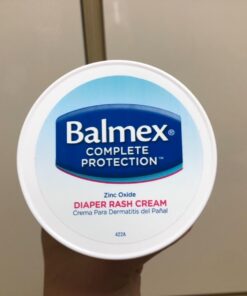 Balmex®
COMPLETE
PROTECTION™
Zinc Oxide
DIAPER RASH CREAM
Crema Para Dermatitis del Pañal
422A